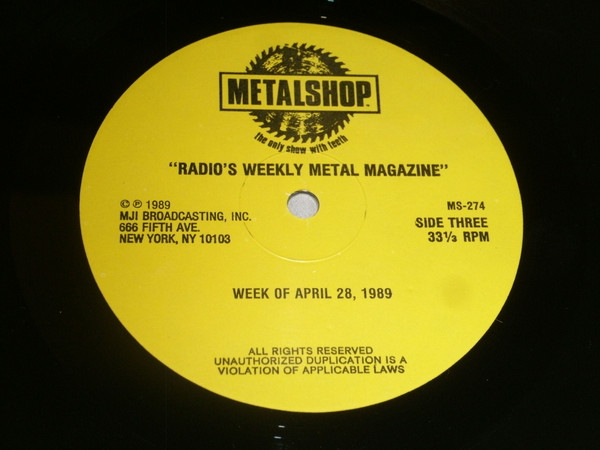 METALSHOP™
the only show with teeth
"RADIO'S WEEKLY METAL MAGAZINE"
© ℗ 1989
MJI BROADCASTING, INC.
666 FIFTH AVE.
NEW YORK, NY 10103
MS-274
SIDE THREE
33⅓ RPM
WEEK OF APRIL 28, 1989
ALL RIGHTS RESERVED
UNAUTHORIZED DUPLICATION IS A
VIOLATION OF APPLICABLE LAWS